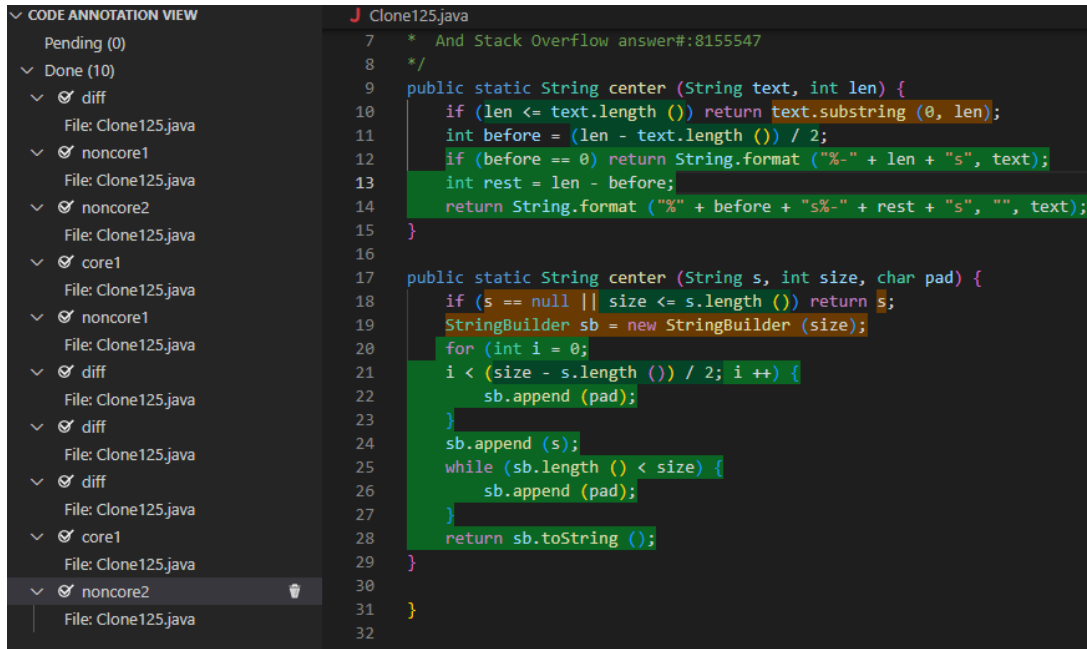 CODE ANNOTATION VIEW
Pending (0)
Done (10)
diff
File: Clone125.java
noncore1
File: Clone125.java
noncore2
File: Clone125.java
core1
File: Clone125.java
noncore1
File: Clone125.java
diff
File: Clone125.java
diff
File: Clone125.java
diff
File: Clone125.java
core1
File: Clone125.java
noncore2
File: Clone125.java
J Clone125.java
7 * And Stack Overflow answer#:8155547
8 */
9 public static String center (String text, int len) {
10 if (len <= text.length ()) return text.substring (0, len);
11 int before = (len - text.length ()) / 2;
12 if (before == 0) return String.format ("%-" + len + "s", text);
13 int rest = len - before;
14 return String.format ("%" + before + "s%-" + rest + "s", "", text);
15 }
16
17 public static String center (String s, int size, char pad) {
18 if (s == null || size <= s.length ()) return s;
19 StringBuilder sb = new StringBuilder (size);
20 for (int i = 0;
21 i < (size - s.length ()) / 2; i ++) {
22 sb.append (pad);
23 }
24 sb.append (s);
25 while (sb.length () < size) {
26 sb.append (pad);
27 }
28 return sb.toString ();
29 }
30
31 }
32